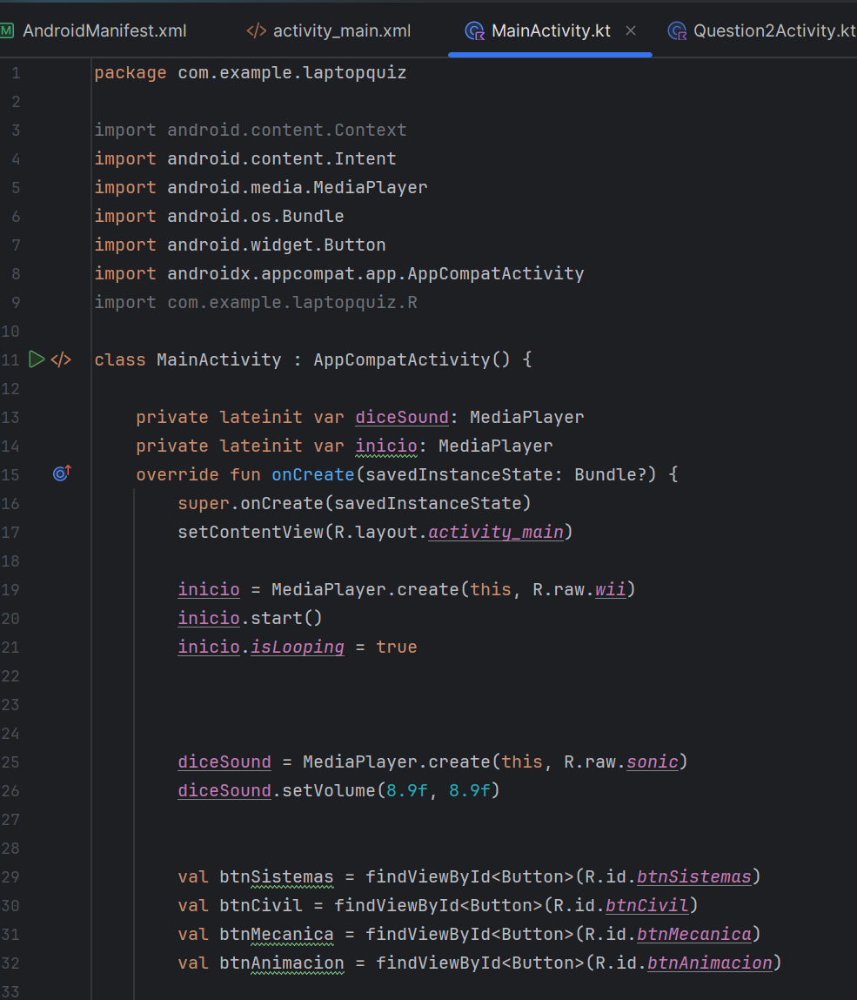 AndroidManifest.xml activity_main.xml MainActivity.kt Question2Activity.kt
1 package com.example.laptopquiz
2
3 import android.content.Context
4 import android.content.Intent
5 import android.media.MediaPlayer
6 import android.os.Bundle
7 import android.widget.Button
8 import androidx.appcompat.app.AppCompatActivity
9 import com.example.laptopquiz.R
10
11 class MainActivity : AppCompatActivity() {
12
13 private lateinit var diceSound: MediaPlayer
14 private lateinit var inicio: MediaPlayer
15 override fun onCreate(savedInstanceState: Bundle?) {
16 super.onCreate(savedInstanceState)
17 setContentView(R.layout.activity_main)
18
19 inicio = MediaPlayer.create(this, R.raw.wii)
20 inicio.start()
21 inicio.isLooping = true
22
23
24
25 diceSound = MediaPlayer.create(this, R.raw.sonic)
26 diceSound.setVolume(8.9f, 8.9f)
27
28
29 val btnSistemas = findViewById<Button>(R.id.btnSistemas)
30 val btnCivil = findViewById<Button>(R.id.btnCivil)
31 val btnMecanica = findViewById<Button>(R.id.btnMecanica)
32 val btnAnimacion = findViewById<Button>(R.id.btnAnimacion)
33